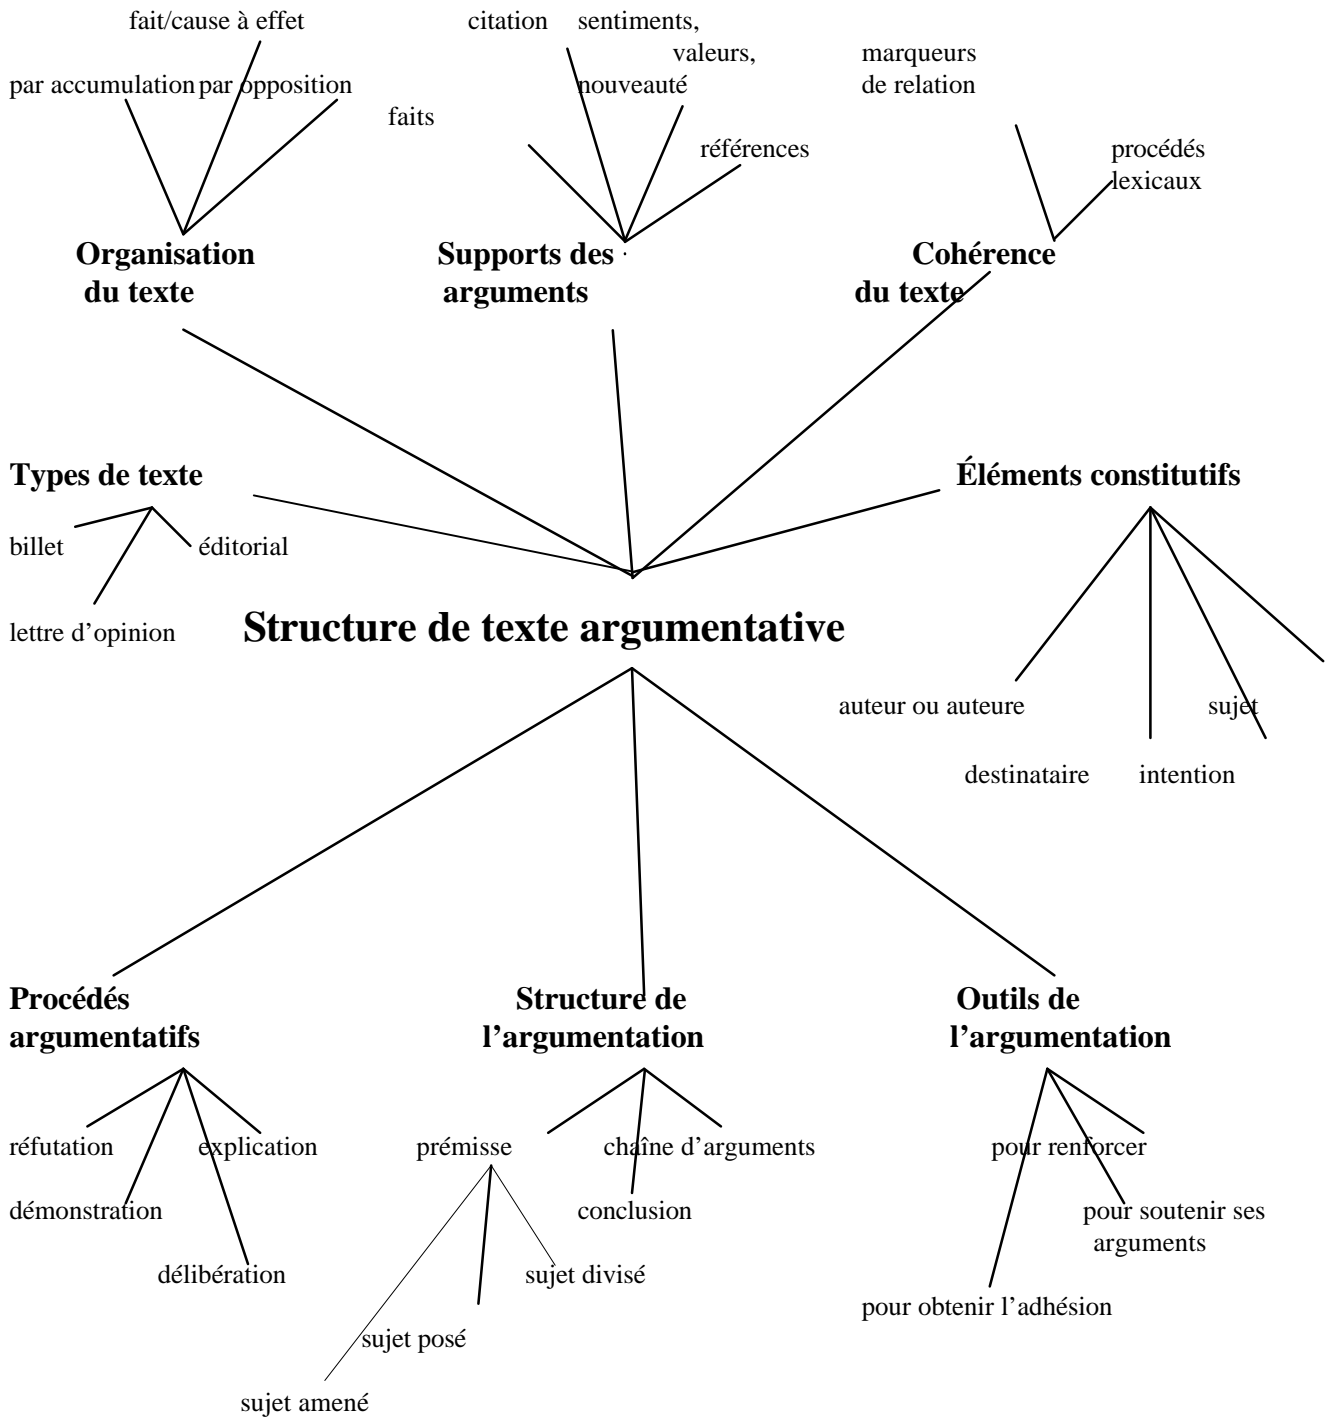 fait/cause à effet
citation
sentiments,
valeurs,
nouveauté
marqueurs
de relation
par accumulation
par opposition
faits
références
procédés
lexicaux
Organisation
du texte
Supports des
arguments
Cohérence
du texte
Types de texte
Éléments constitutifs
billet
éditorial
lettre d’opinion
Structure de texte argumentative
auteur ou auteure
sujet
destinataire
intention
Procédés
argumentatifs
Structure de
l’argumentation
Outils de
l’argumentation
réfutation
explication
prémisse
chaîne d’arguments
pour renforcer
démonstration
conclusion
pour soutenir ses
arguments
délibération
sujet divisé
pour obtenir l’adhésion
sujet posé
sujet amené